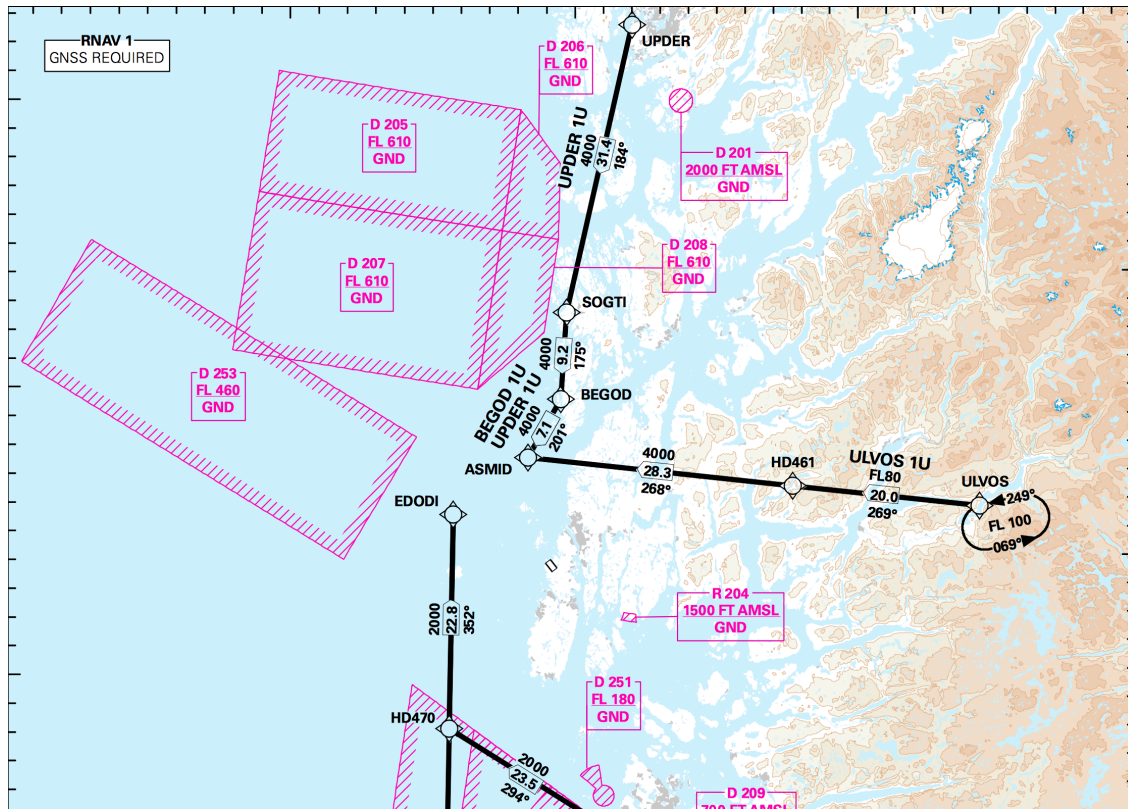 RNAV 1
GNSS REQUIRED
UPDER
D 206
FL 610
GND
D 205
FL 610
GND
UPDER 1U
4000
31.4
184°
D 201
2000 FT AMSL
GND
D 207
FL 610
GND
D 208
FL 610
GND
SOGTI
4000
9.2
175°
D 253
FL 460
GND
BEGOD
BEGOD 1U
UPDER 1U
4000
7.1
201°
ASMID
4000
28.3
268°
HD461
ULVOS 1U
FL80
20.0
269°
ULVOS
249°
FL 100
069°
EDODI
2000
22.8
352°
R 204
1500 FT AMSL
GND
D 251
FL 180
GND
HD470
2000
23.5
294°
D 209
700 FT AMSL